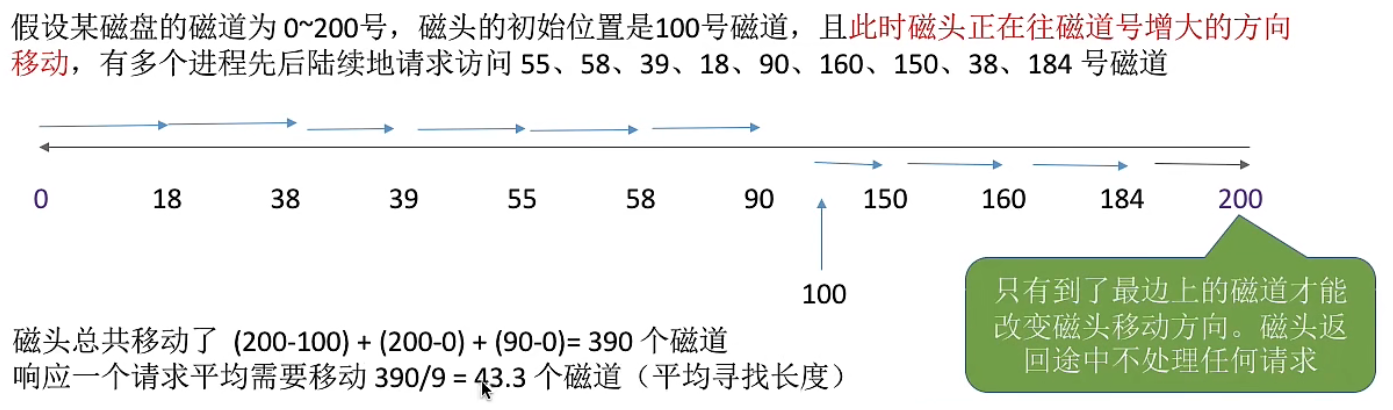 假设某磁盘的磁道为 0~200号，磁头的初始位置是100号磁道，且此时磁头正在往磁道号增大的方向
移动，有多个进程先后陆续地请求访问 55、58、39、18、90、160、150、38、184 号磁道
0 18 38 39 55 58 90 150 160 184 200
100
只有到了最边上的磁道才能
改变磁头移动方向。磁头返
回途中不处理任何请求
磁头总共移动了 (200-100) + (200-0) + (90-0)= 390 个磁道
响应一个请求平均需要移动 390/9 = 43.3 个磁道（平均寻找长度）